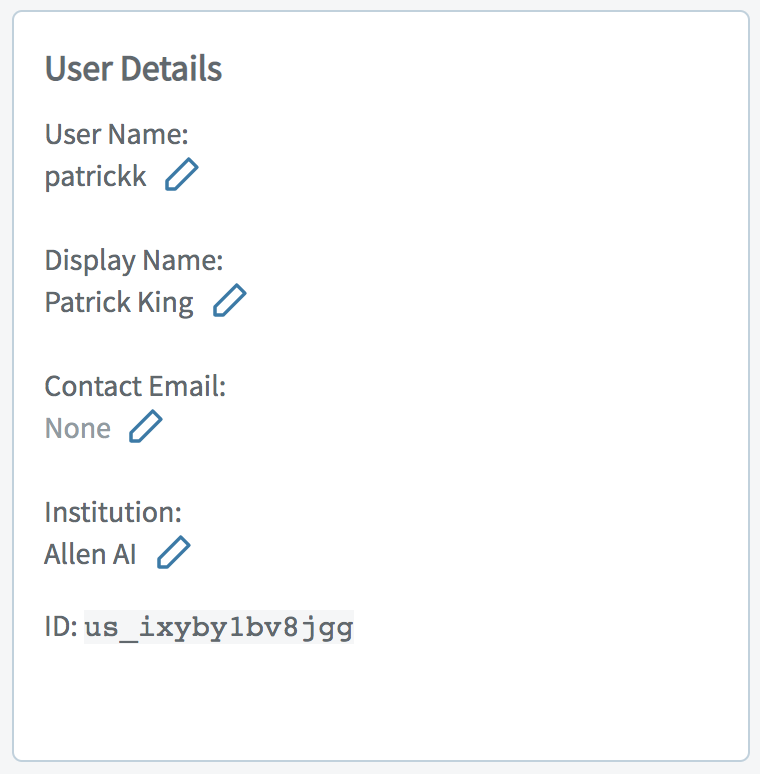 User Details
User Name:
patrickk
Display Name:
Patrick King
Contact Email:
None
Institution:
Allen AI
ID: us_ixyby1bv8jgg